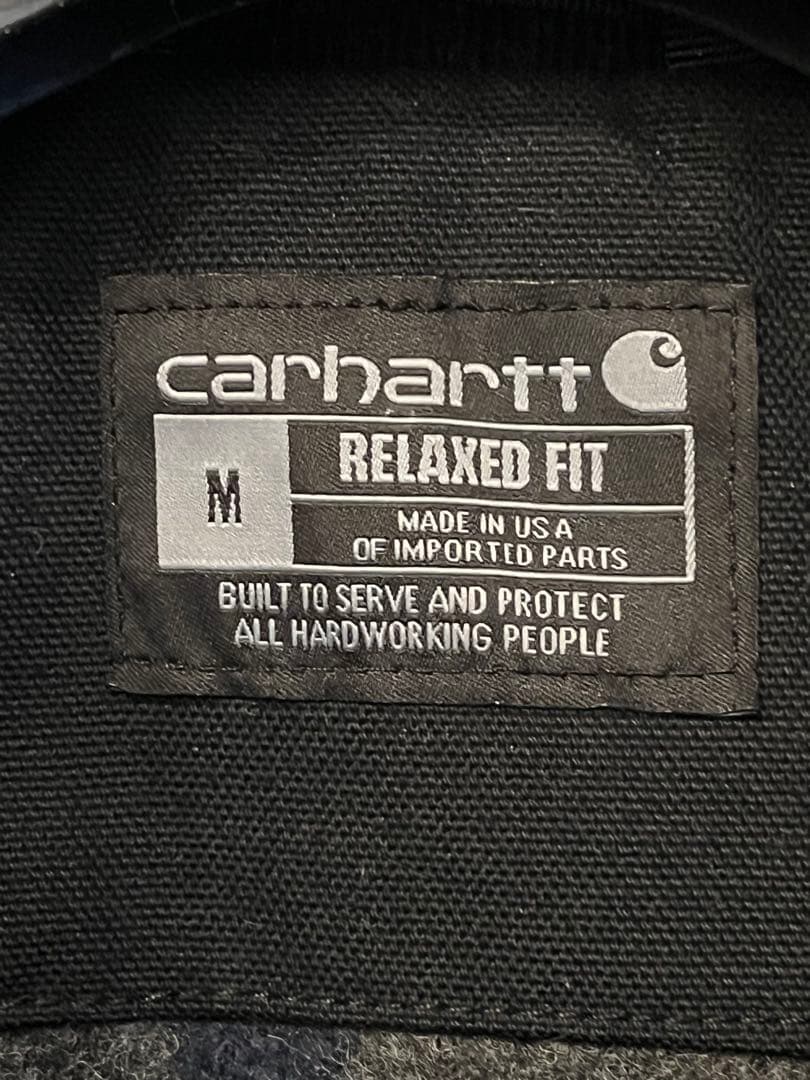 carhartt
M
RELAXED FIT
MADE IN USA
OF IMPORTED PARTS
BUILT TO SERVE AND PROTECT
ALL HARDWORKING PEOPLE